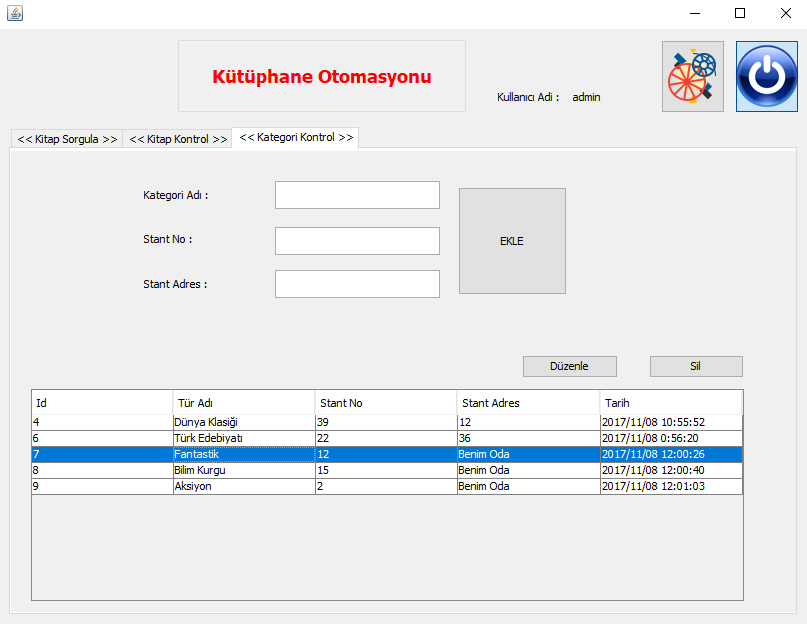 Kütüphane Otomasyonu
Kullanıcı Adi : admin
<< Kitap Sorgula >> << Kitap Kontrol >> << Kategori Kontrol >>
Kategori Adı :
Stant No :
EKLE
Stant Adres :
Düzenle Sil
Id Tür Adı Stant No Stant Adres Tarih
4 Dünya Klasiği 39 12 2017/11/08 10:55:52
6 Türk Edebiyatı 22 36 2017/11/08 0:56:20
7 Fantastik 12 Benim Oda 2017/11/08 12:00:26
8 Bilim Kurgu 15 Benim Oda 2017/11/08 12:00:40
9 Aksiyon 2 Benim Oda 2017/11/08 12:01:03